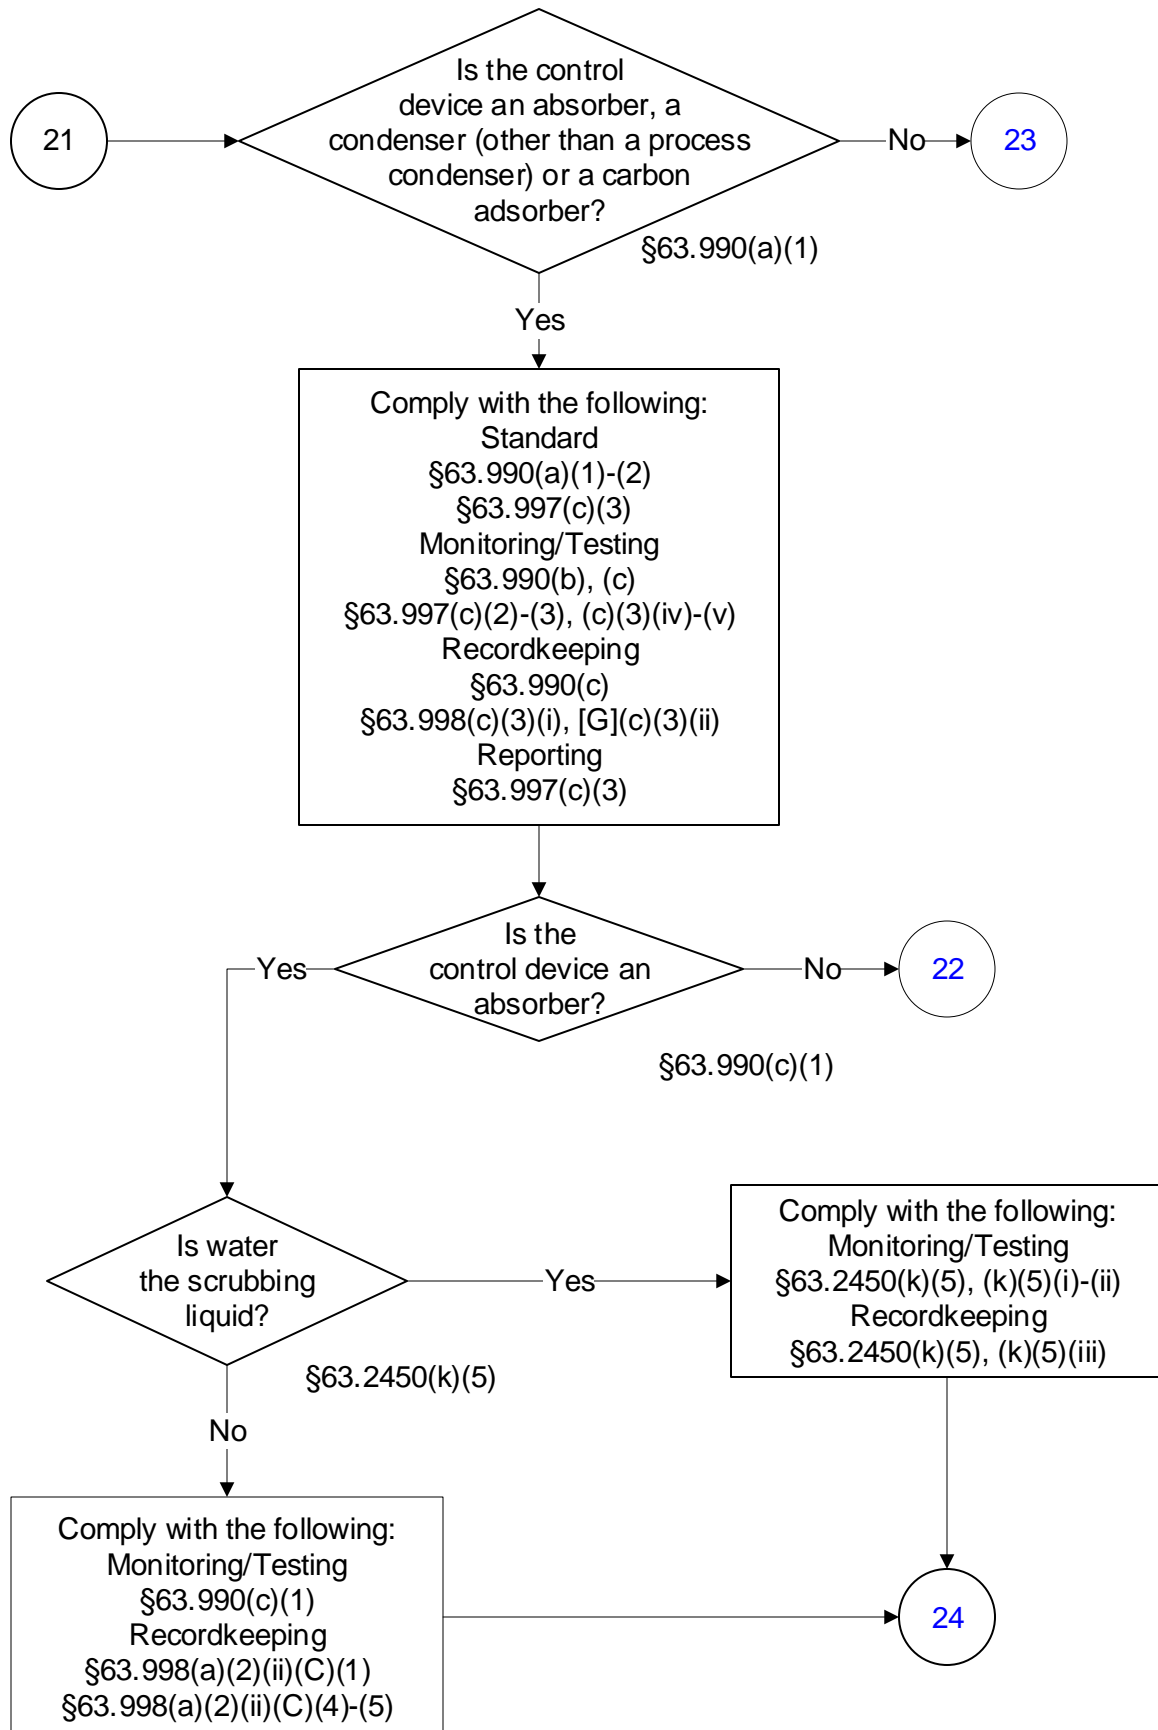 Is the control
device an absorber, a
condenser (other than a process
condenser) or a carbon
adsorber?
21
No
23
§63.990(a)(1)
Yes
Comply with the following:
Standard
§63.990(a)(1)-(2)
§63.997(c)(3)
Monitoring/Testing
§63.990(b), (c)
§63.997(c)(2)-(3), (c)(3)(iv)-(v)
Recordkeeping
§63.990(c)
§63.998(c)(3)(i), [G](c)(3)(ii)
Reporting
§63.997(c)(3)
Is the
control device an
absorber?
Yes
No
22
§63.990(c)(1)
Is water
the scrubbing
liquid?
Yes
§63.2450(k)(5)
Comply with the following:
Monitoring/Testing
§63.2450(k)(5), (k)(5)(i)-(ii)
Recordkeeping
§63.2450(k)(5), (k)(5)(iii)
No
Comply with the following:
Monitoring/Testing
§63.990(c)(1)
Recordkeeping
§63.998(a)(2)(ii)(C)(1)
§63.998(a)(2)(ii)(C)(4)-(5)
24